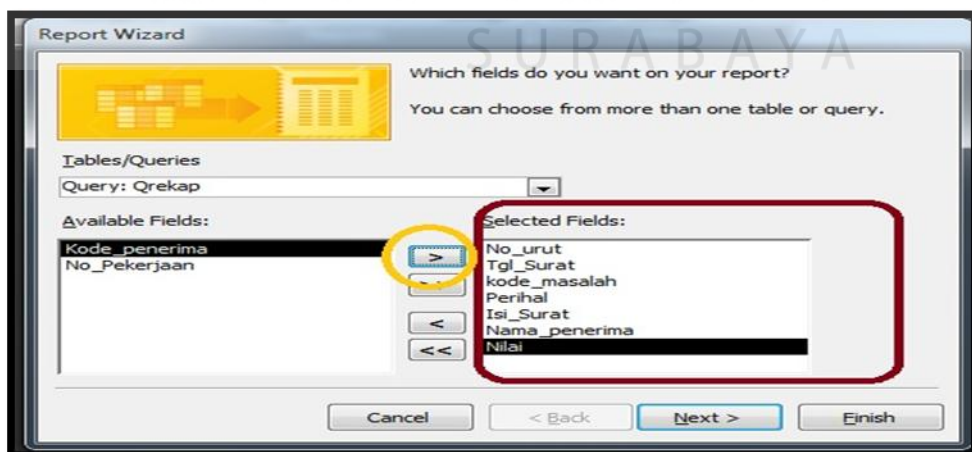 Report Wizard
SURABAYA
Which fields do you want on your report?
You can choose from more than one table or query.
Tables/Queries
Query: Qrekap
Available Fields:
Selected Fields:
Kode_penerima
No_Pekerjaan
>
<
<<
No_urut
Tgl_Surat
kode_masalah
Perihal
Isi_Surat
Nama_penerima
Nilai
Cancel
< Back
Next >
Finish